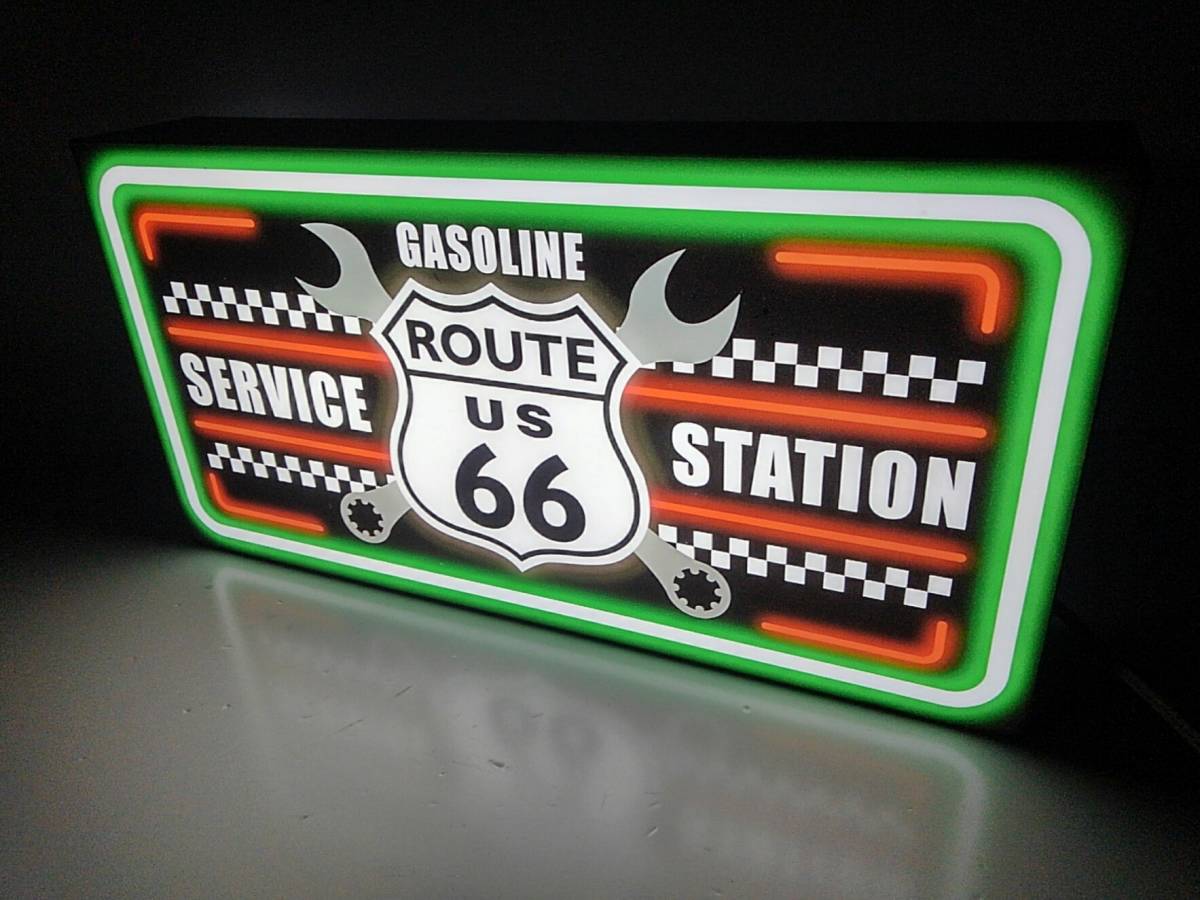 GASOLINE
ROUTE
US
66
SERVICE
STATION